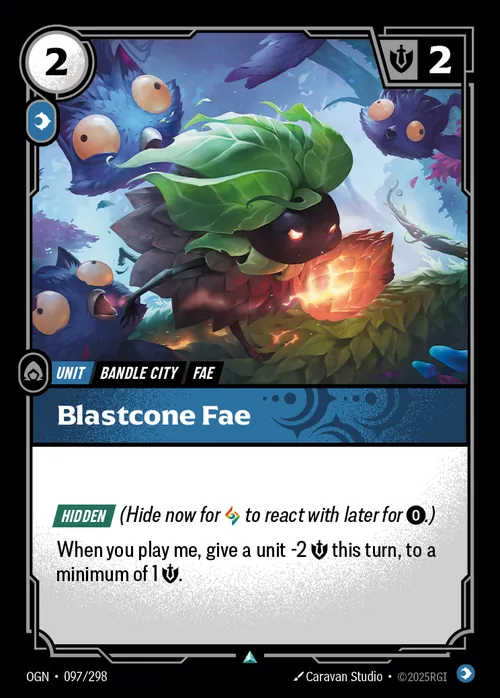 2
2
UNIT BANDLE CITY FAE
Blastcone Fae
HIDDEN (Hide now for to react with later for 0.)
When you play me, give a unit -2 this turn, to a
minimum of 1.
OGN • 097/298 Caravan Studio • ©2025RGI